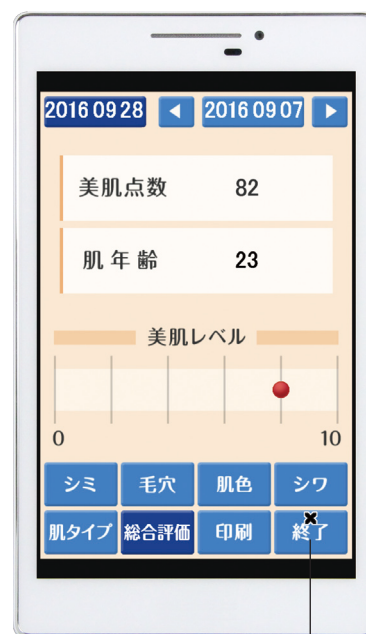 2016 09 28 ◀ 2016 09 07 ▶
美肌点数 82
肌年齢 23
美肌レベル
0 10
シミ 毛穴 肌色 シワ
肌タイプ 総合評価 印刷 終了